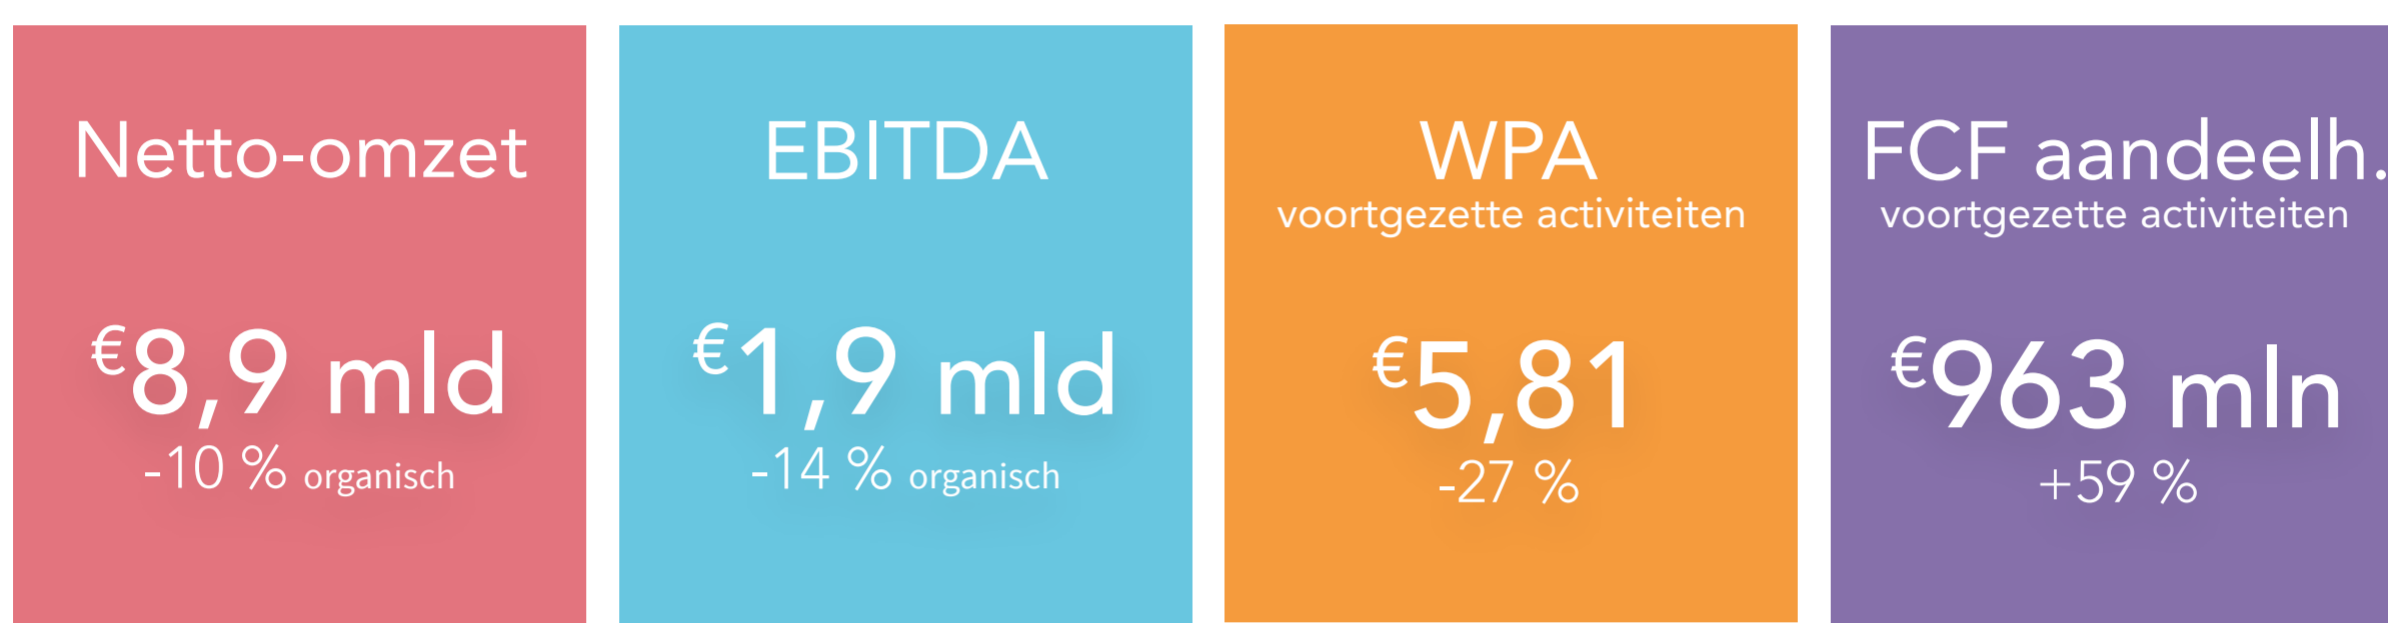 Netto-omzet
€8,9 mld
-10 % organisch
EBITDA
€1,9 mld
-14 % organisch
WPA
voortgezette activiteiten
€5,81
-27 %
FCF aandeelh.
voortgezette activiteiten
€963 mln
+59 %